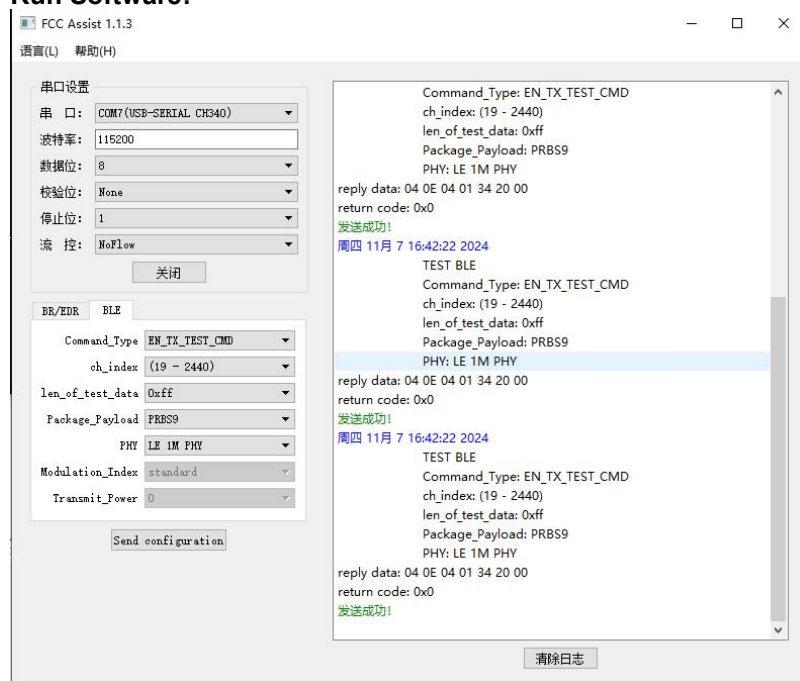 Run Software:
FCC Assist 1.1.3
语言(L) 帮助(H)
串口设置
串 口: COM7(USB-SERIAL CH340)
波特率: 115200
数据位: 8
校验位: None
停止位: 1
流 控: NoFlow
关闭
BR/EDR BLE
Command_Type EN_TX_TEST_CMD
ch_index (19 - 2440)
len_of_test_data 0xff
Package_Payload PRBS9
PHY LE 1M PHY
Modulation_Index standard
Transmit_Power 0
Send configuration
Command_Type: EN_TX_TEST_CMD
ch_index: (19 - 2440)
len_of_test_data: 0xff
Package_Payload: PRBS9
PHY: LE 1M PHY
reply data: 04 0E 04 01 34 20 00
return code: 0x0
发送成功!
周四 11月 7 16:42:22 2024
TEST BLE
Command_Type: EN_TX_TEST_CMD
ch_index: (19 - 2440)
len_of_test_data: 0xff
Package_Payload: PRBS9
PHY: LE 1M PHY
reply data: 04 0E 04 01 34 20 00
return code: 0x0
发送成功!
周四 11月 7 16:42:22 2024
TEST BLE
Command_Type: EN_TX_TEST_CMD
ch_index: (19 - 2440)
len_of_test_data: 0xff
Package_Payload: PRBS9
PHY: LE 1M PHY
reply data: 04 0E 04 01 34 20 00
return code: 0x0
发送成功!
清除日志